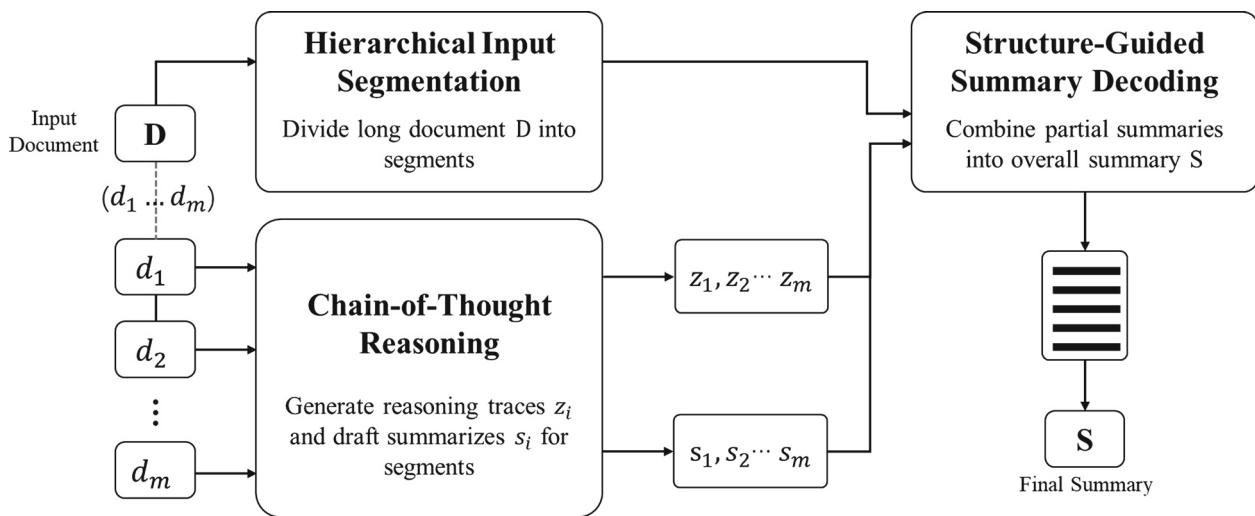 Input
Document
D
(d₁ ... dₘ)
d₁
d₂
⋮
dₘ
Hierarchical Input
Segmentation
Divide long document D into
segments
Chain-of-Thought
Reasoning
Generate reasoning traces zᵢ
and draft summarizes sᵢ for
segments
z₁, z₂⋯ zₘ
s₁, s₂⋯ sₘ
Structure-Guided
Summary Decoding
Combine partial summaries
into overall summary S
S
Final Summary